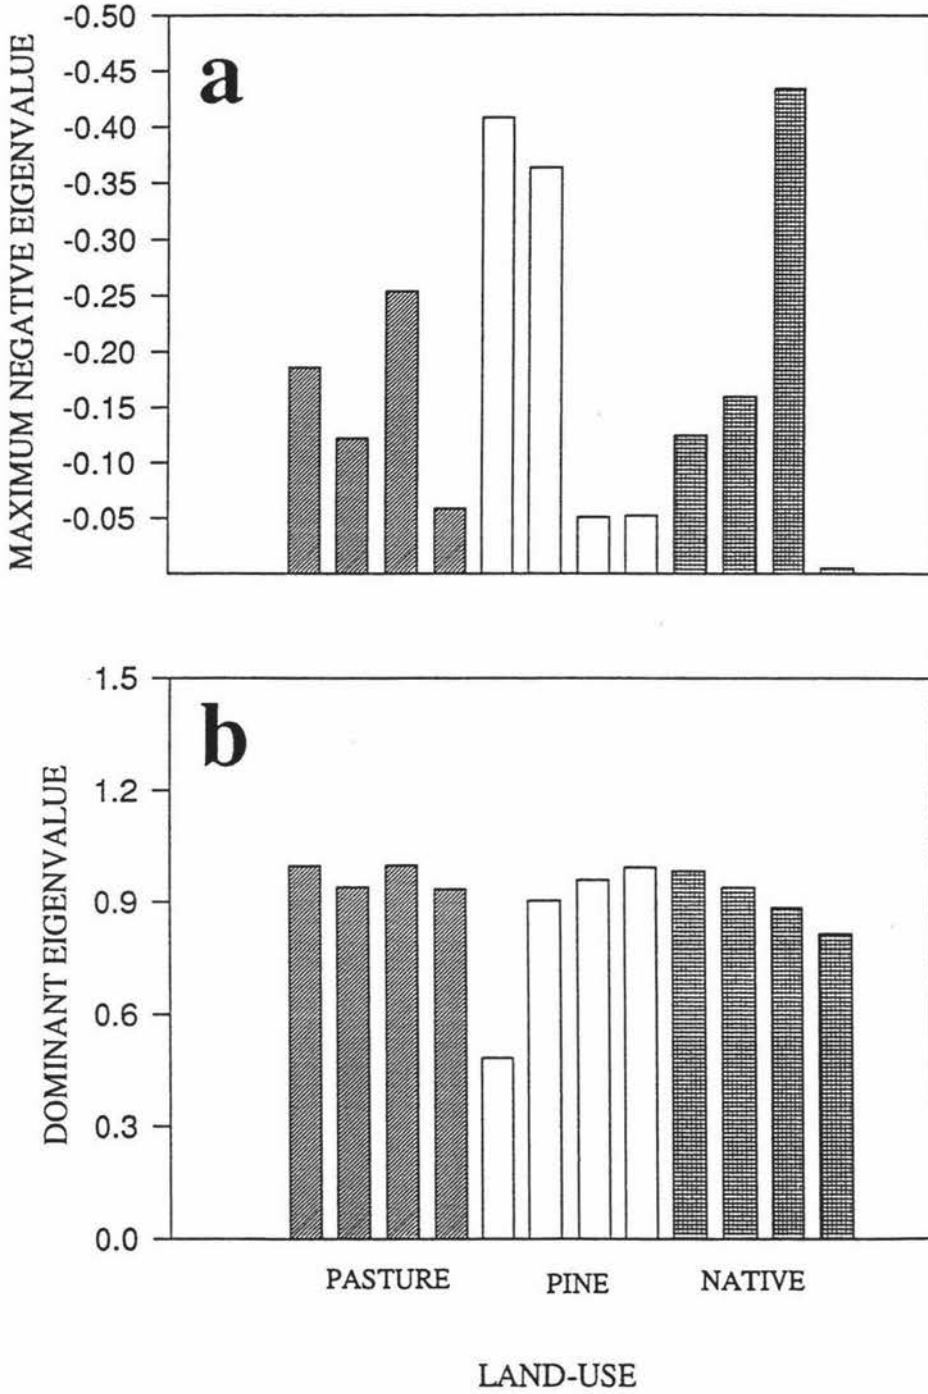 MAXIMUM NEGATIVE EIGENVALUE
-0.50
-0.45
-0.40
-0.35
-0.30
-0.25
-0.20
-0.15
-0.10
-0.05
a
DOMINANT EIGENVALUE
1.5
1.2
0.9
0.6
0.3
0.0
b
PASTURE PINE NATIVE
LAND-USE